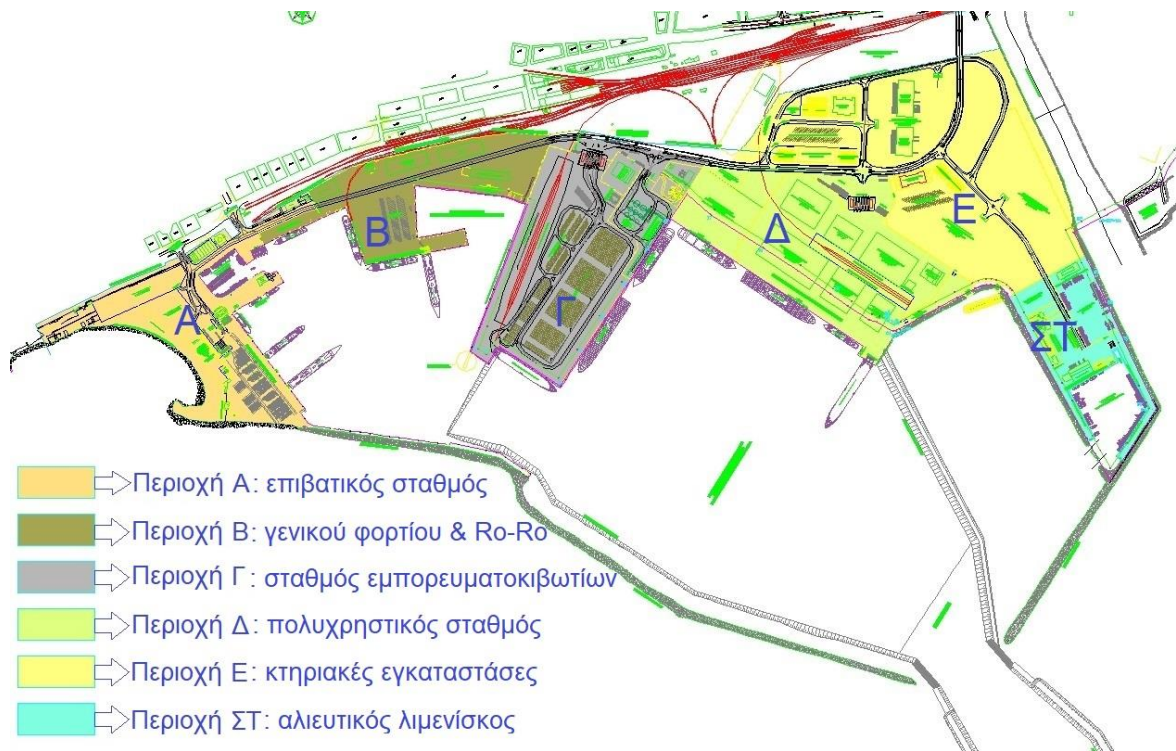 Α
Β
Γ
Δ
Ε
ΣΤ
Περιοχή Α: επιβατικός σταθμός
Περιοχή Β: γενικού φορτίου & Ro-Ro
Περιοχή Γ: σταθμός εμπορευματοκιβωτίων
Περιοχή Δ: πολυχρηστικός σταθμός
Περιοχή Ε: κτηριακές εγκαταστάσες
Περιοχή ΣΤ: αλιευτικός λιμενίσκος